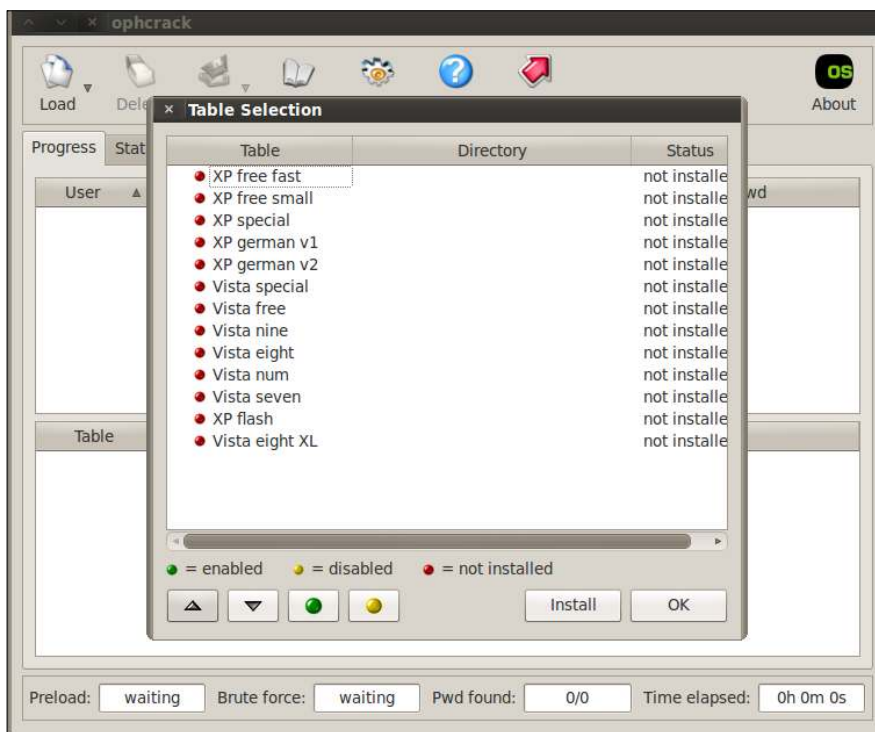 ophcrack
Load
Dele
OS
About
Table Selection
Progress Stat
Table Directory Status
User wd
XP free fast not installe
XP free small not installe
XP special not installe
XP german v1 not installe
XP german v2 not installe
Vista special not installe
Vista free not installe
Vista nine not installe
Vista eight not installe
Vista num not installe
Vista seven not installe
XP flash not installe
Vista eight XL not installe
Table
= enabled = disabled = not installed
Install OK
Preload: waiting Brute force: waiting Pwd found: 0/0 Time elapsed: 0h 0m 0s